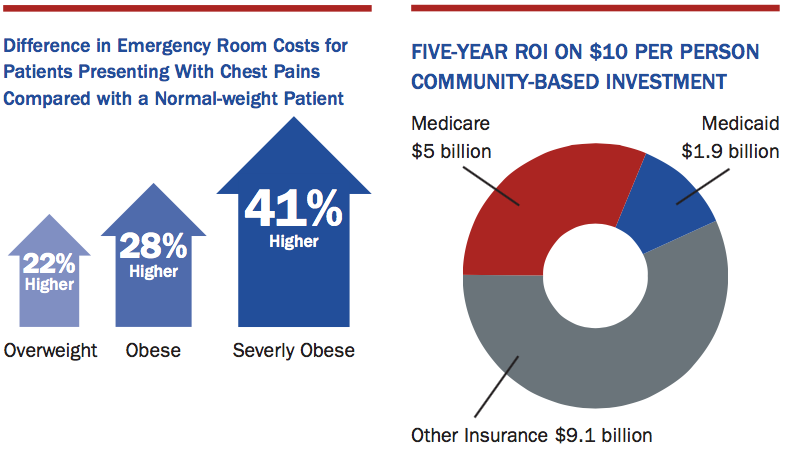 Difference in Emergency Room Costs for
Patients Presenting With Chest Pains
Compared with a Normal-weight Patient
22%
Higher
28%
Higher
41%
Higher
Overweight
Obese
Severly Obese
FIVE-YEAR ROI ON $10 PER PERSON
COMMUNITY-BASED INVESTMENT
Medicare
$5 billion
Medicaid
$1.9 billion
Other Insurance $9.1 billion